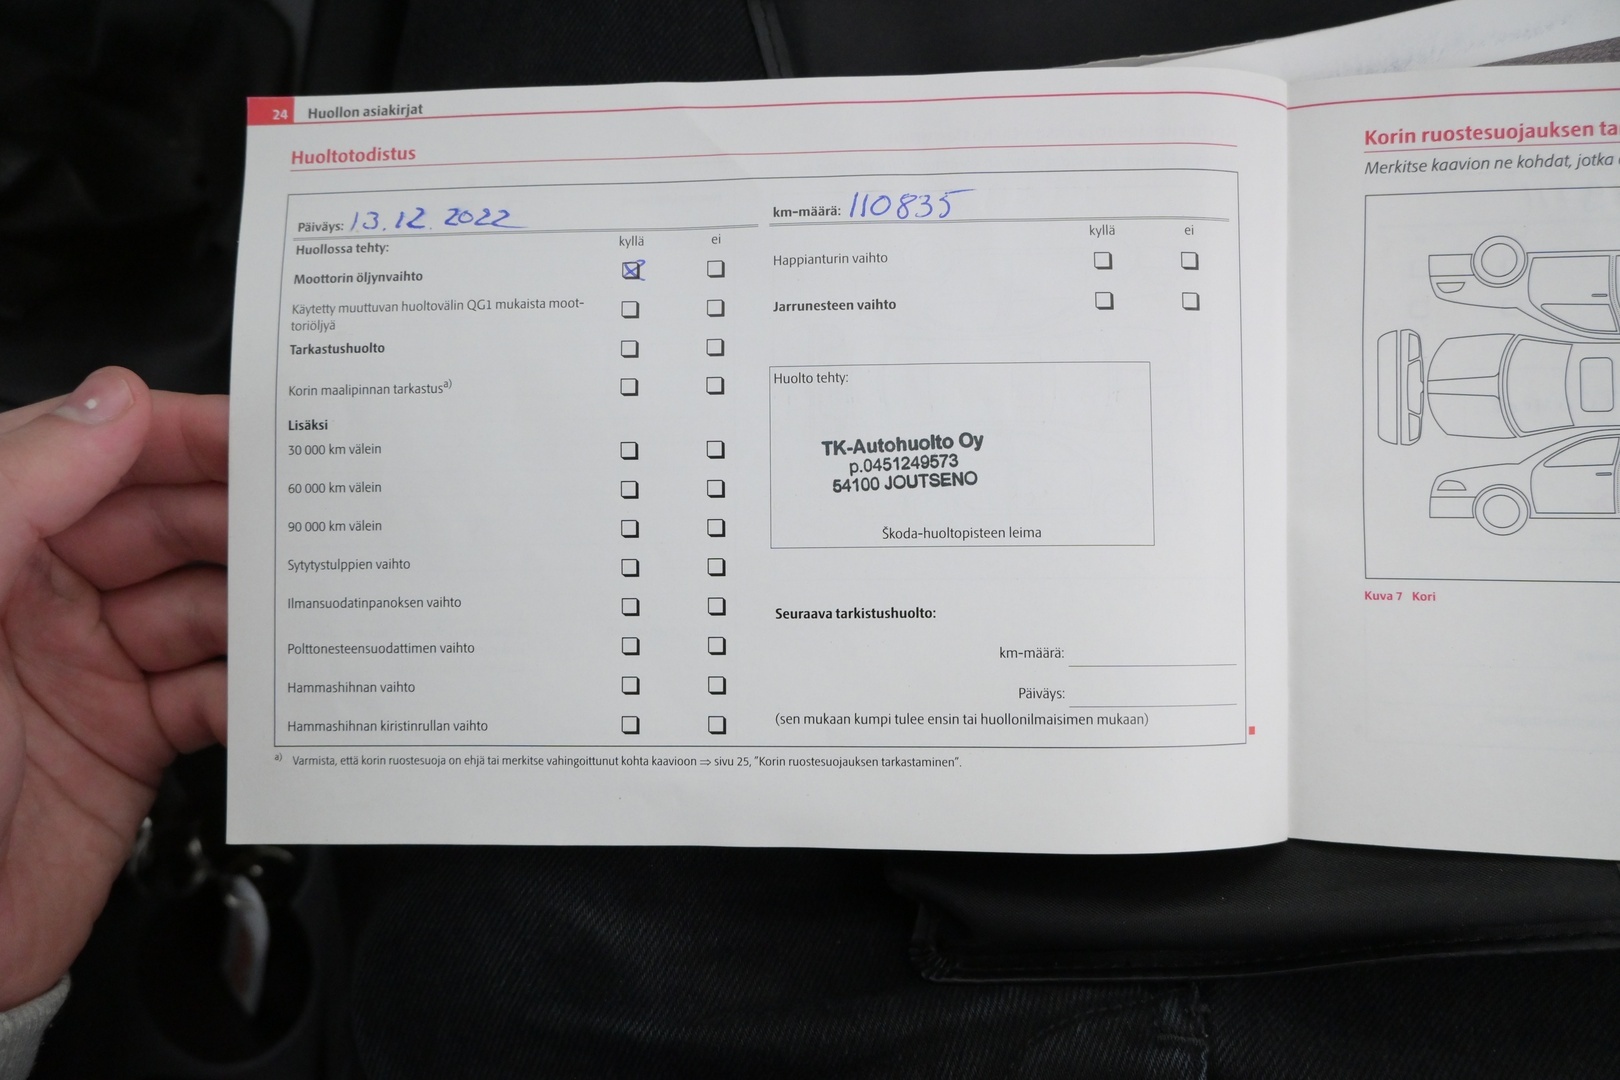 24 Huollon asiakirjat
Huoltotodistus
Päiväys: 13.12.2022
Huollossa tehty:
kyllä ei
Moottorin öljynvaihto
Käytetty muuttuvan huoltovälin QG1 mukaista moot-
toriöljyä
Tarkastushuolto
Korin maalipinnan tarkastus a)
Lisäksi
30 000 km välein
60 000 km välein
90 000 km välein
Sytytystulppien vaihto
Ilmansuodatinpanoksen vaihto
Polttonesteensuodattimen vaihto
Hammashihnan vaihto
Hammashihnan kiristinrullan vaihto
km-määrä: 110835
kyllä ei
Happianturin vaihto
Jarrunesteen vaihto
Huolto tehty:
TK-Autohuolto Oy
p.0451249573
54100 JOUTSENO
Škoda-huoltopisteen leima
Seuraava tarkistushuolto:
km-määrä:
Päiväys:
(sen mukaan kumpi tulee ensin tai huollonilmaisimen mukaan)
a) Varmista, että korin ruostesuoja on ehjä tai merkitse vahingoittunut kohta kaavioon ⇒ sivu 25, "Korin ruostesuojauksen tarkastaminen".
Korin ruostesuojauksen ta
Merkitse kaavion ne kohdat, jotka
Kuva 7 Kori